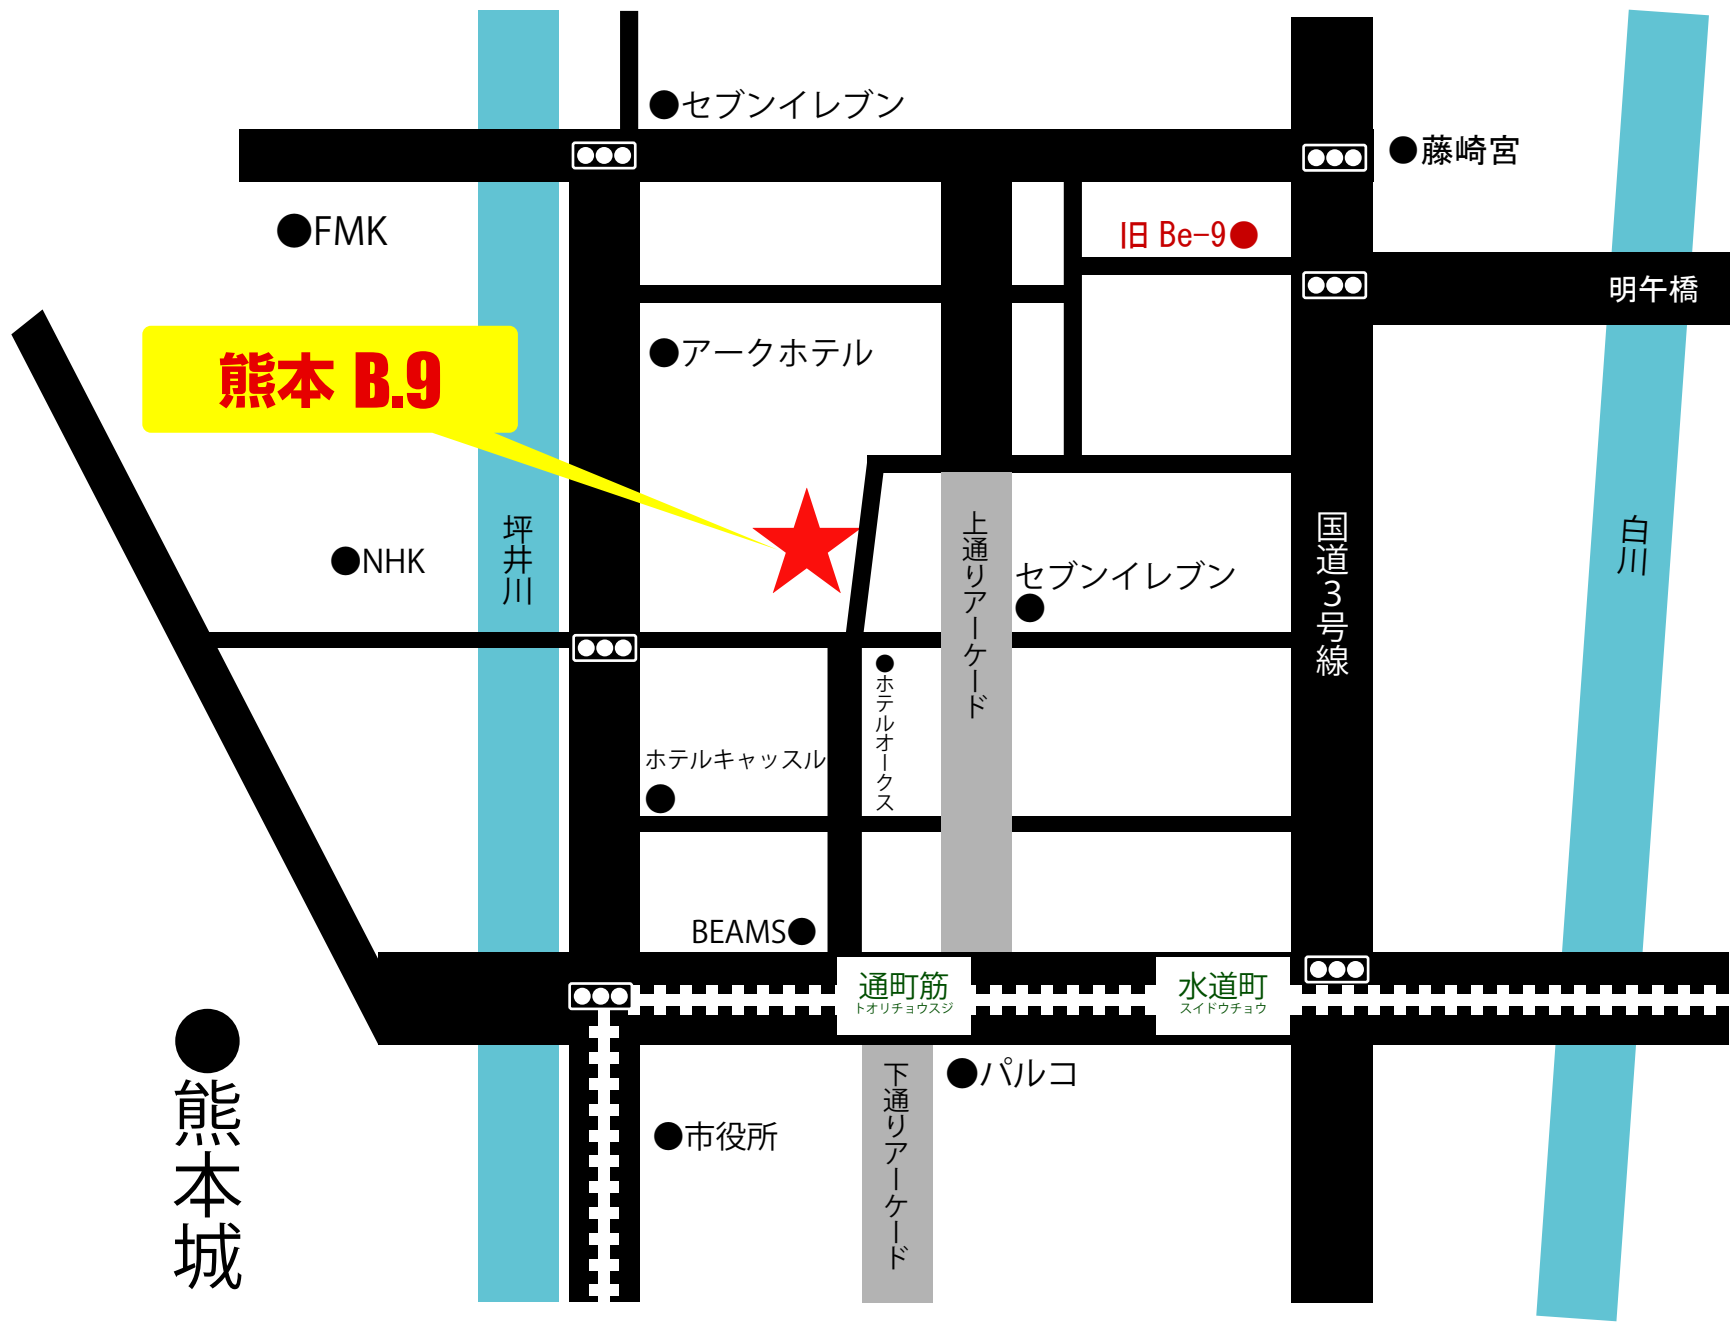 ●セブンイレブン
●藤崎宮
●FMK
旧 Be-9●
明午橋
●アークホテル
熊本 B.9
坪井川
●NHK
上通りアーケード
セブンイレブン
●
国道3号線
白川
●ホテルオークス
ホテルキャッスル
●
BEAMS●
通町筋
トオリチョウスジ
水道町
スイドウチョウ
●熊本城
●パルコ
下通りアーケード
●市役所